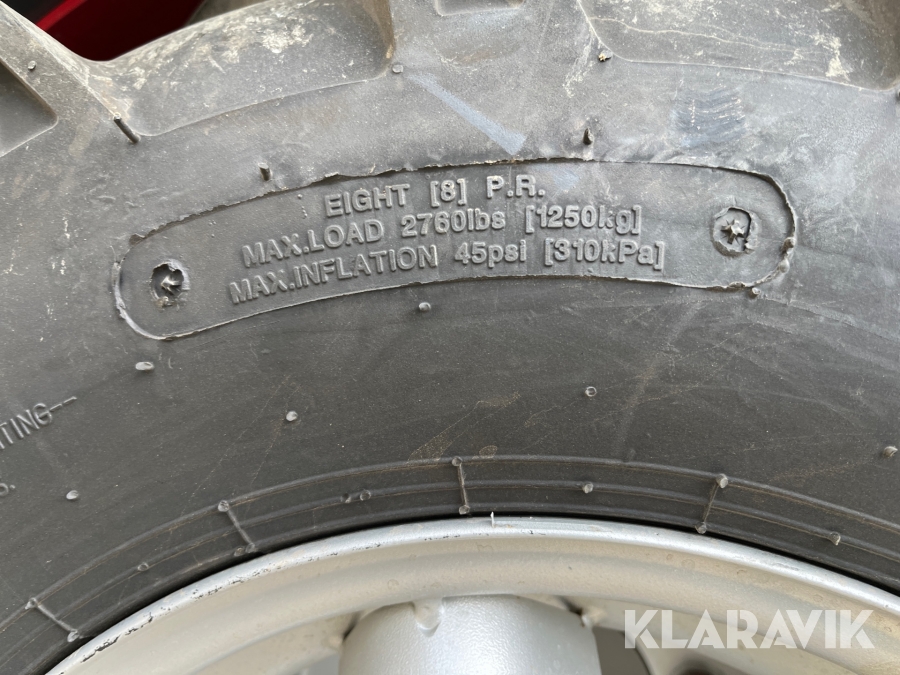 EIGHT [8] P.R.
MAX.LOAD 2760lbs [1250kg]
MAX.INFLATION 45psi [310kPa]
KLARAVIK